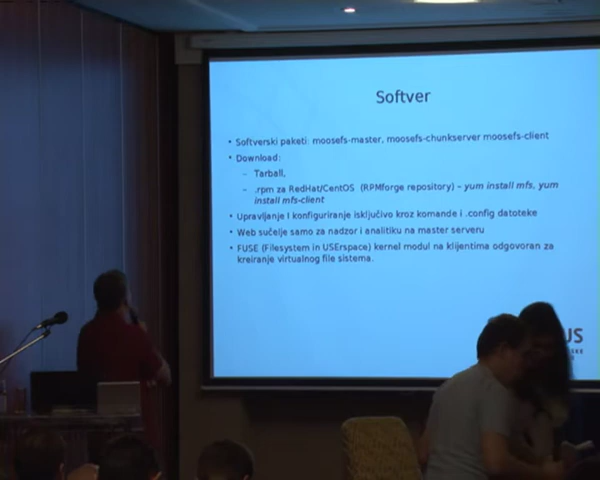 Softver
• Softverski paketi: moosefs-master, moosefs-chunkserver moosefs-client
• Download:
– Tarball,
– .rpm za RedHat/CentOS (RPMforge repository) – yum install mfs, yum
install mfs-client
• Upravljanje I konfiguriranje isključivo kroz komande i .config datoteke
• Web sučelje samo za nadzor i analitiku na master serveru
• FUSE (Filesystem in USErspace) kernel modul na klijentima odgovoran za
kreiranje virtualnog file sistema.